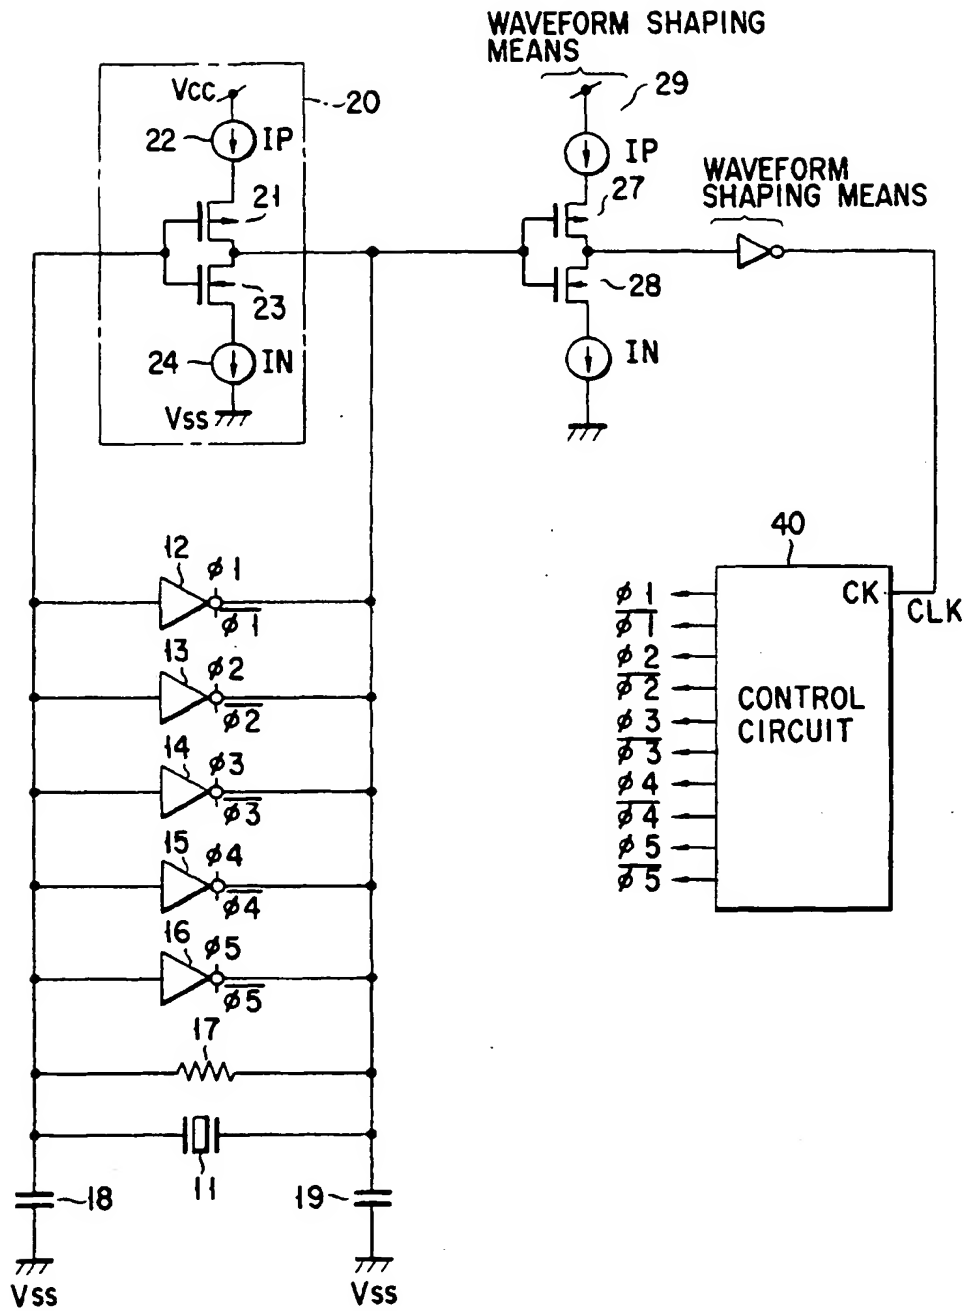 WAVEFORM SHAPING
MEANS
VCC
20
29
22
IP
IP
WAVEFORM
SHAPING MEANS
21
27
23
28
24
IN
IN
VSS
40
12
ϕ1
ϕ1̅
13
ϕ2
ϕ2̅
14
ϕ3
ϕ3̅
15
ϕ4
ϕ4̅
16
ϕ5
ϕ5̅
17
11
18
19
VSS
VSS
CK
CLK
ϕ1
ϕ1̅
ϕ2
ϕ2̅
ϕ3
ϕ3̅
ϕ4
ϕ4̅
ϕ5
ϕ5̅
CONTROL
CIRCUIT